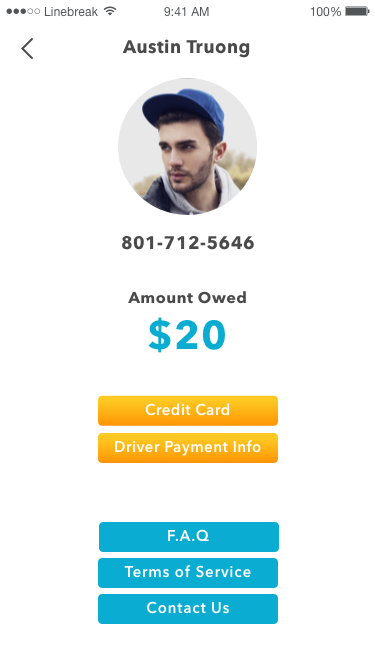 Linebreak 9:41 AM 100%
Austin Truong
801-712-5646
Amount Owed
$20
Credit Card
Driver Payment Info
F.A.Q
Terms of Service
Contact Us